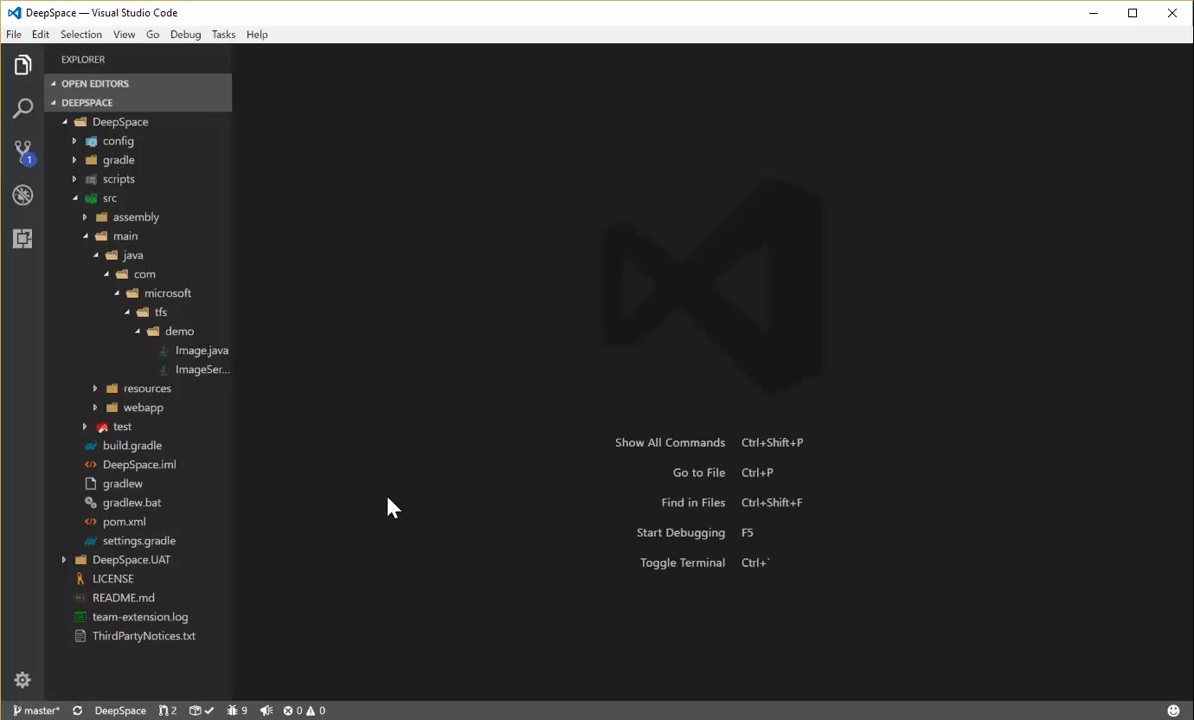 DeepSpace — Visual Studio Code
File Edit Selection View Go Debug Tasks Help
EXPLORER
OPEN EDITORS
DEEPSPACE
DeepSpace
config
gradle
scripts
src
assembly
main
java
com
microsoft
tfs
demo
Image.java
ImageSer...
resources
webapp
test
build.gradle
DeepSpace.iml
gradlew
gradlew.bat
pom.xml
settings.gradle
DeepSpace.UAT
LICENSE
README.md
team-extension.log
ThirdPartyNotices.txt
1
Show All Commands Ctrl+Shift+P
Go to File Ctrl+P
Find in Files Ctrl+Shift+F
Start Debugging F5
Toggle Terminal Ctrl+`
master* DeepSpace 2 9 0 0